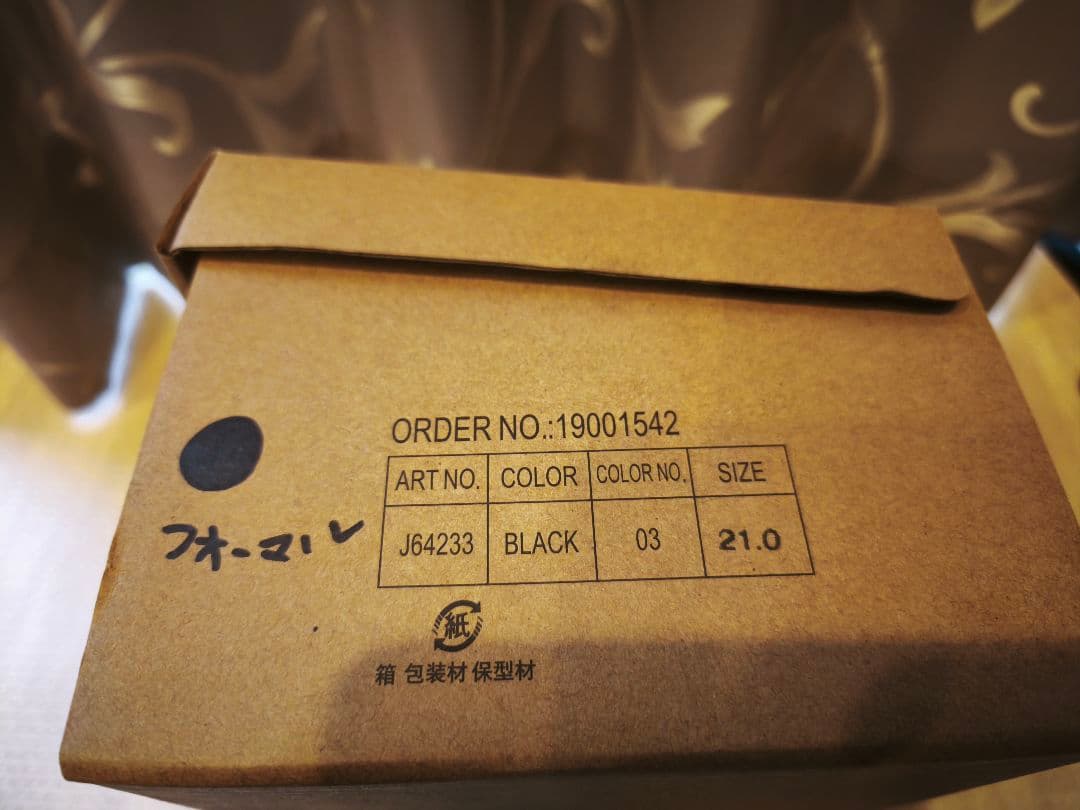 ORDER NO.:19001542
ART NO. COLOR COLOR NO. SIZE
J64233 BLACK 03 21.0
フォーマル
紙
箱 包装材 保型材